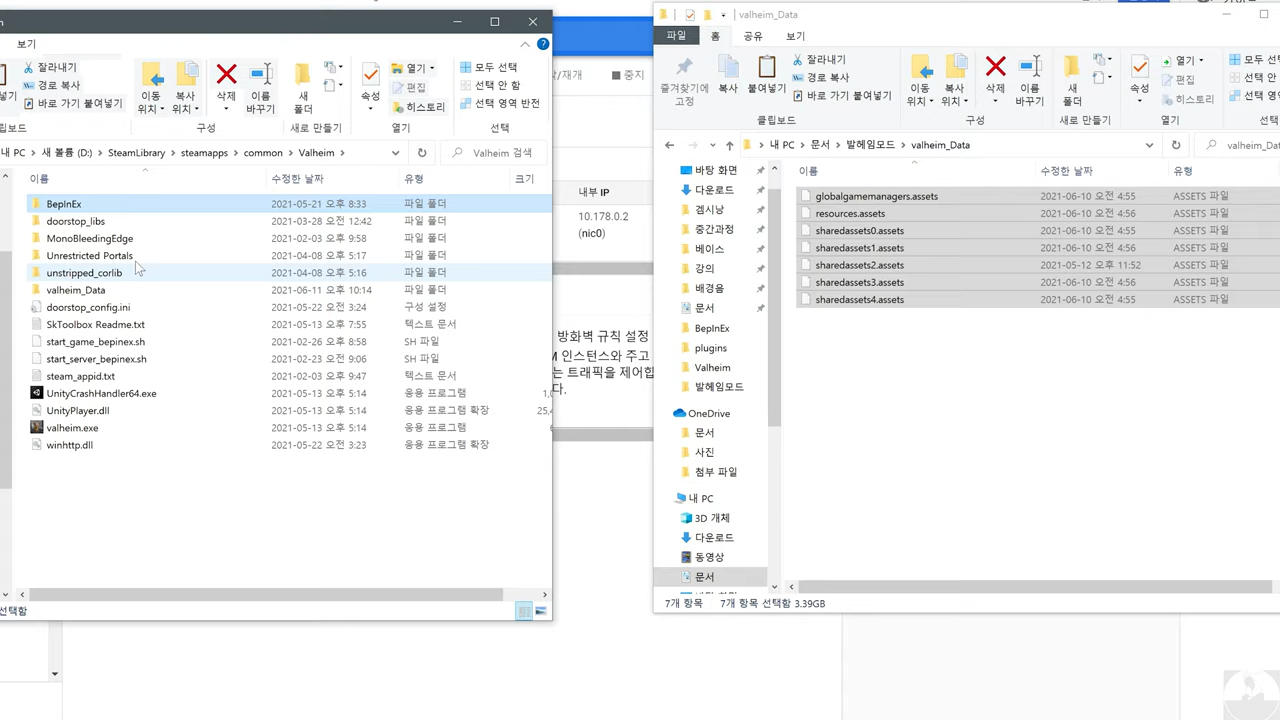 보기
잘라내기
경로 복사
바로 가기 붙여넣기
이동 위치
복사 위치
삭제
이름 바꾸기
새 폴더
속성
열기
편집
히스토리
모두 선택
선택 안 함
선택 영역 반전
구성
새로 만들기
열기
선택
내 PC > 새 볼륨 (D:) > SteamLibrary > steamapps > common > Valheim >
Valheim 검색
이름 수정한 날짜 유형 크기
BepInEx 2021-05-21 오후 8:33 파일 폴더
doorstop_libs 2021-03-28 오전 12:42 파일 폴더
MonoBleedingEdge 2021-02-03 오후 9:58 파일 폴더
Unrestricted Portals 2021-04-08 오후 5:17 파일 폴더
unstripped_corlib 2021-04-08 오후 5:16 파일 폴더
valheim_Data 2021-06-11 오후 10:14 파일 폴더
doorstop_config.ini 2021-05-22 오전 3:24 구성 설정
SkToolbox Readme.txt 2021-05-13 오후 7:55 텍스트 문서
start_game_bepinex.sh 2021-02-26 오후 8:58 SH 파일
start_server_bepinex.sh 2021-02-23 오전 9:06 SH 파일
steam_appid.txt 2021-02-03 오후 9:47 텍스트 문서
UnityCrashHandler64.exe 2021-05-13 오후 5:14 응용 프로그램
UnityPlayer.dll 2021-05-13 오후 5:14 응용 프로그램 확장 25,4
valheim.exe 2021-05-13 오후 5:14 응용 프로그램
winhttp.dll 2021-05-22 오전 3:23 응용 프로그램 확장
선택함
/재개
중지
내부 IP
10.178.0.2
(nic0)
방화벽 규칙 설정
M 인스턴스와 주고
는 트래픽을 제어합
다.
valheim_Data
파일 홈 공유 보기
즐겨찾기에 고정
복사
붙여넣기
잘라내기
경로 복사
바로 가기 붙여넣기
이동 위치
복사 위치
삭제
이름 바꾸기
새 폴더
속성
열기
편집
히스토리
모두 선택
선택 안
선택 영
클립보드
구성
새로 만들기
열기
선택
내 PC > 문서 > 발헤임모드 > valheim_Data
valheim_Dat
바탕 화면
다운로드
겜시낭
중간과정
베이스
강의
배경음
문서
BepInEx
plugins
Valheim
발헤임모드
OneDrive
문서
사진
첨부 파일
내 PC
3D 개체
다운로드
동영상
문서
이름 수정한 날짜 유형
globalgamemanagers.assets 2021-06-10 오전 4:55 ASSETS 파일
resources.assets 2021-06-10 오전 4:55 ASSETS 파일
sharedassets0.assets 2021-06-10 오전 4:55 ASSETS 파일
sharedassets1.assets 2021-06-10 오전 4:55 ASSETS 파일
sharedassets2.assets 2021-05-12 오후 11:52 ASSETS 파일
sharedassets3.assets 2021-06-10 오전 4:56 ASSETS 파일
sharedassets4.assets 2021-06-10 오전 4:56 ASSETS 파일
7개 항목 7개 항목 선택함 3.39GB